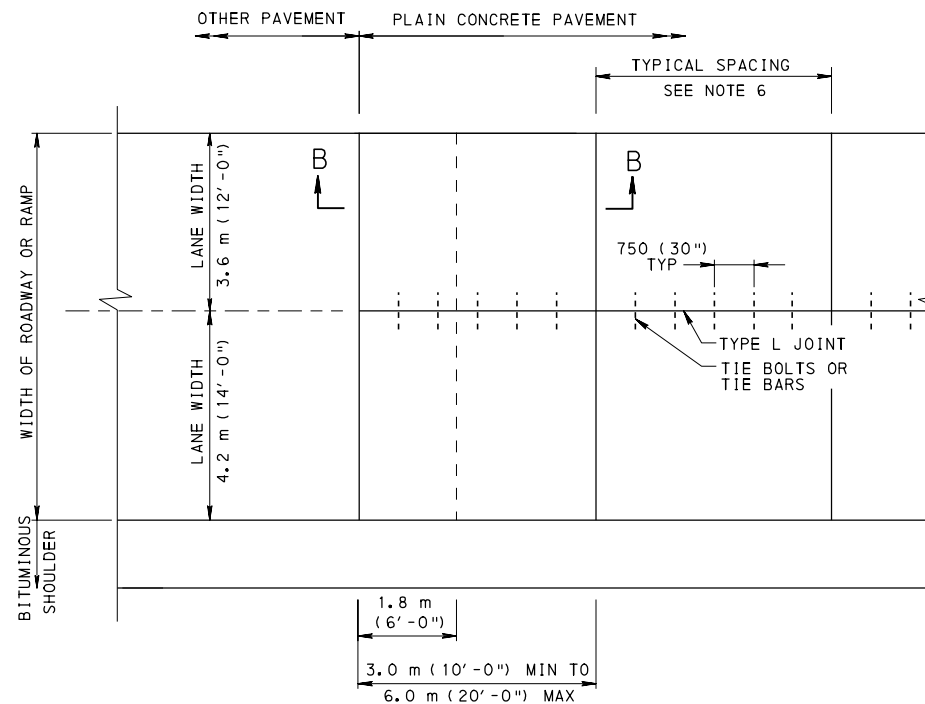 OTHER PAVEMENT
PLAIN CONCRETE PAVEMENT
TYPICAL SPACING
SEE NOTE 6
B
B
WIDTH OF ROADWAY OR RAMP
LANE WIDTH
3.6 m (12'-0")
750 (30")
TYP
TYPE L JOINT
TIE BOLTS OR
TIE BARS
LANE WIDTH
4.2 m (14'-0")
BITUMINOUS
SHOULDER
1.8 m
(6'-0")
3.0 m (10'-0") MIN TO
6.0 m (20'-0") MAX